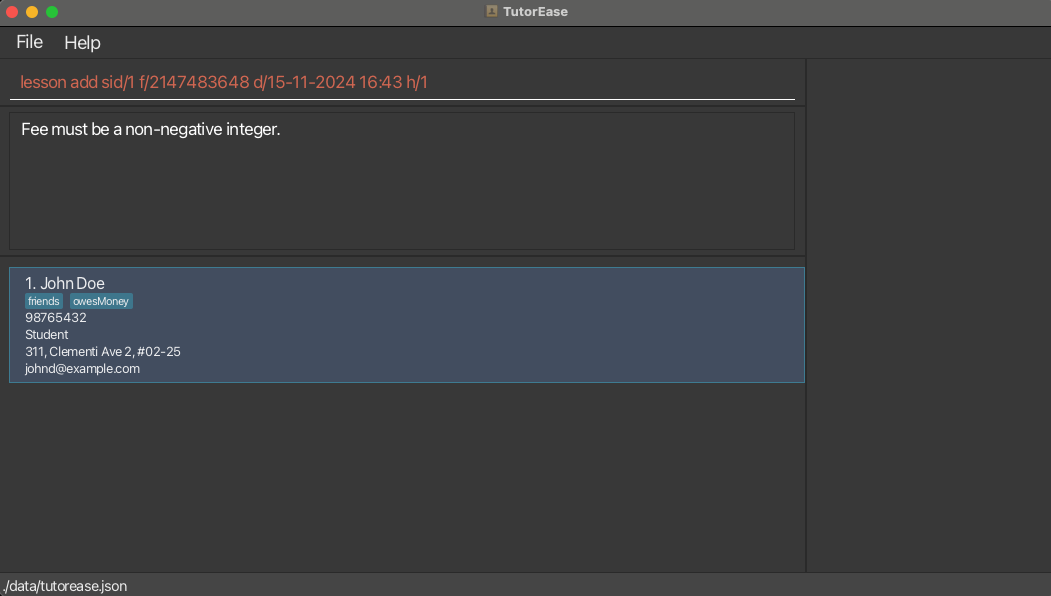 TutorEase
File Help
lesson add sid/1 f/2147483648 d/15-11-2024 16:43 h/1
Fee must be a non-negative integer.
1. John Doe
friends owesMoney
98765432
Student
311, Clementi Ave 2, #02-25
johnd@example.com
./data/tutorease.json